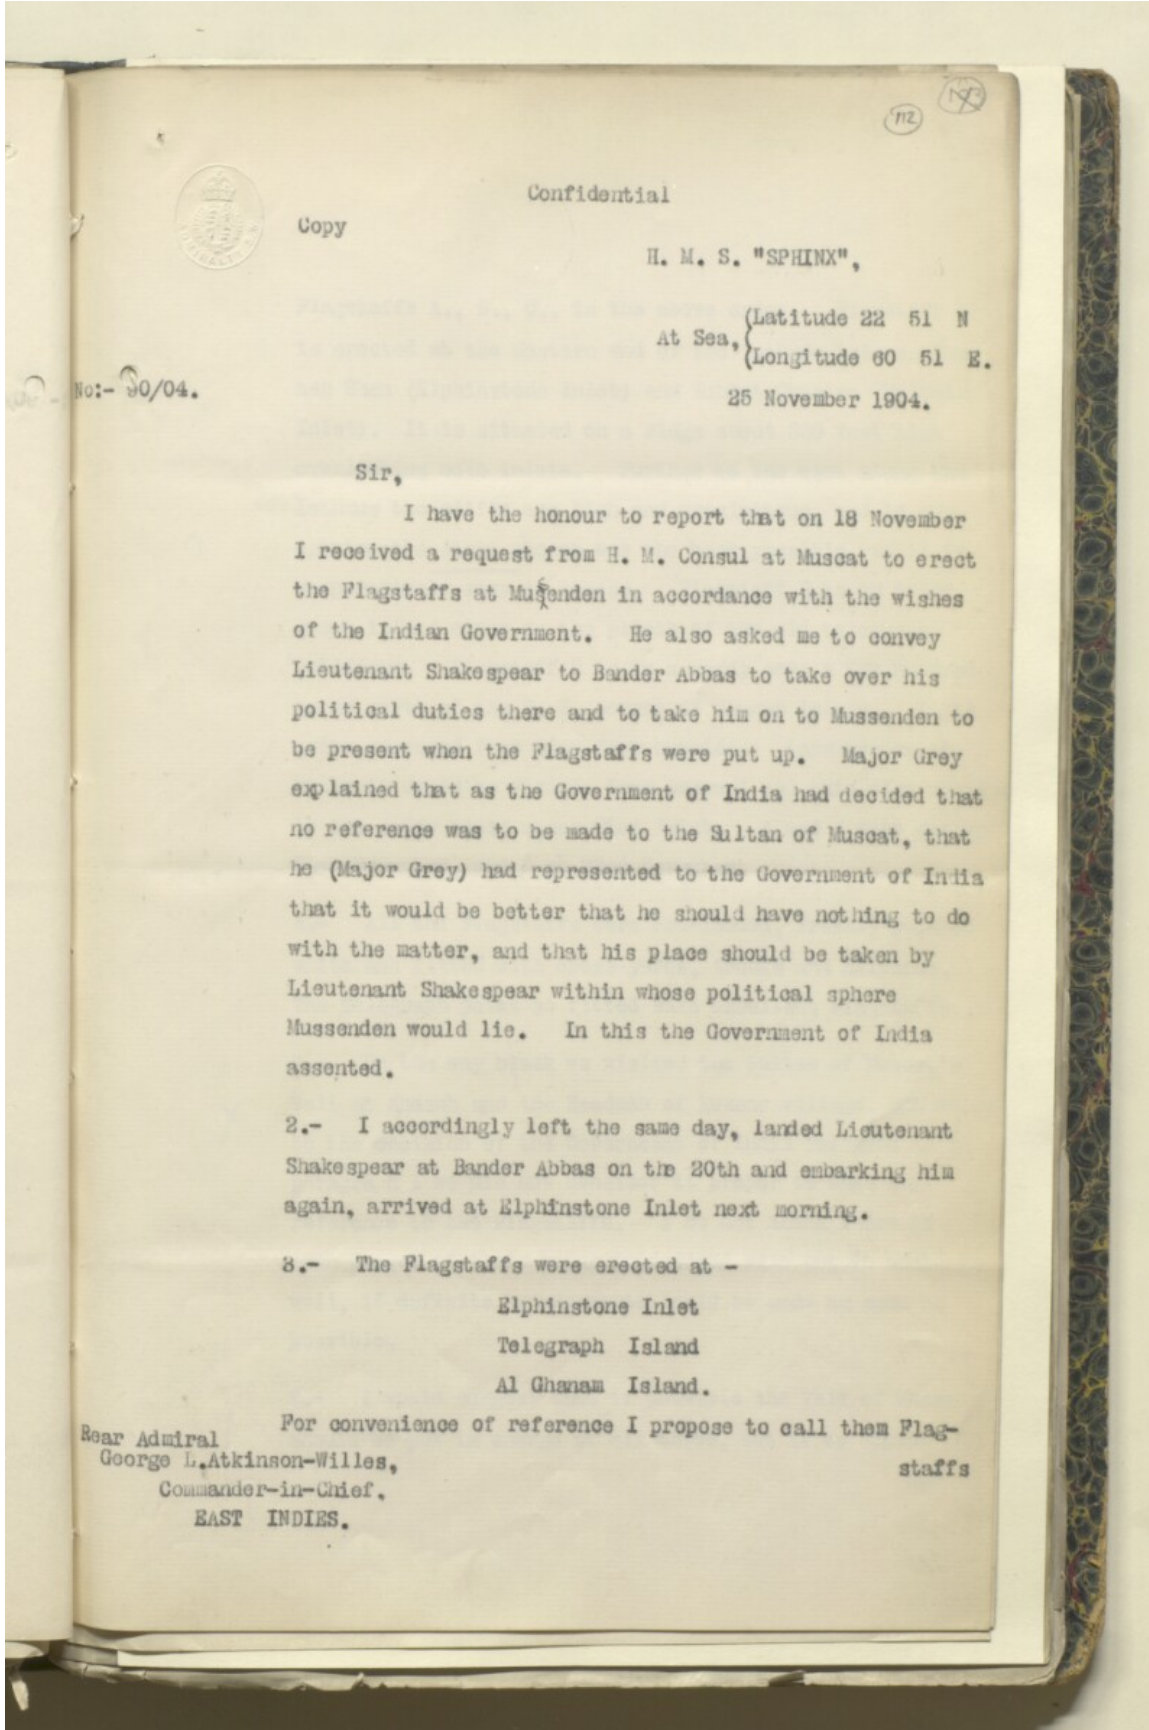 112
Confidential
Copy
H. M. S. "SPHINX",
At Sea, (Latitude 22 51 N
(Longitude 60 51 E.
No:- 90/04.
25 November 1904.
Sir,
I have the honour to report that on 18 November
I received a request from H. M. Consul at Muscat to erect
the Flagstaffs at Mussenden in accordance with the wishes
of the Indian Government. He also asked me to convey
Lieutenant Shakespear to Bander Abbas to take over his
political duties there and to take him on to Mussenden to
be present when the Flagstaffs were put up. Major Grey
explained that as the Government of India had decided that
no reference was to be made to the Sultan of Muscat, that
he (Major Grey) had represented to the Government of India
that it would be better that he should have nothing to do
with the matter, and that his place should be taken by
Lieutenant Shakespear within whose political sphere
Mussenden would lie. In this the Government of India
assented.
2.- I accordingly left the same day, landed Lieutenant
Shakespear at Bander Abbas on the 20th and embarking him
again, arrived at Elphinstone Inlet next morning.
3.- The Flagstaffs were erected at -
Elphinstone Inlet
Telegraph Island
Al Ghanam Island.
For convenience of reference I propose to call them Flag-
staffs
Rear Admiral
George L.Atkinson-Willes,
Commander-in-Chief.
EAST INDIES.